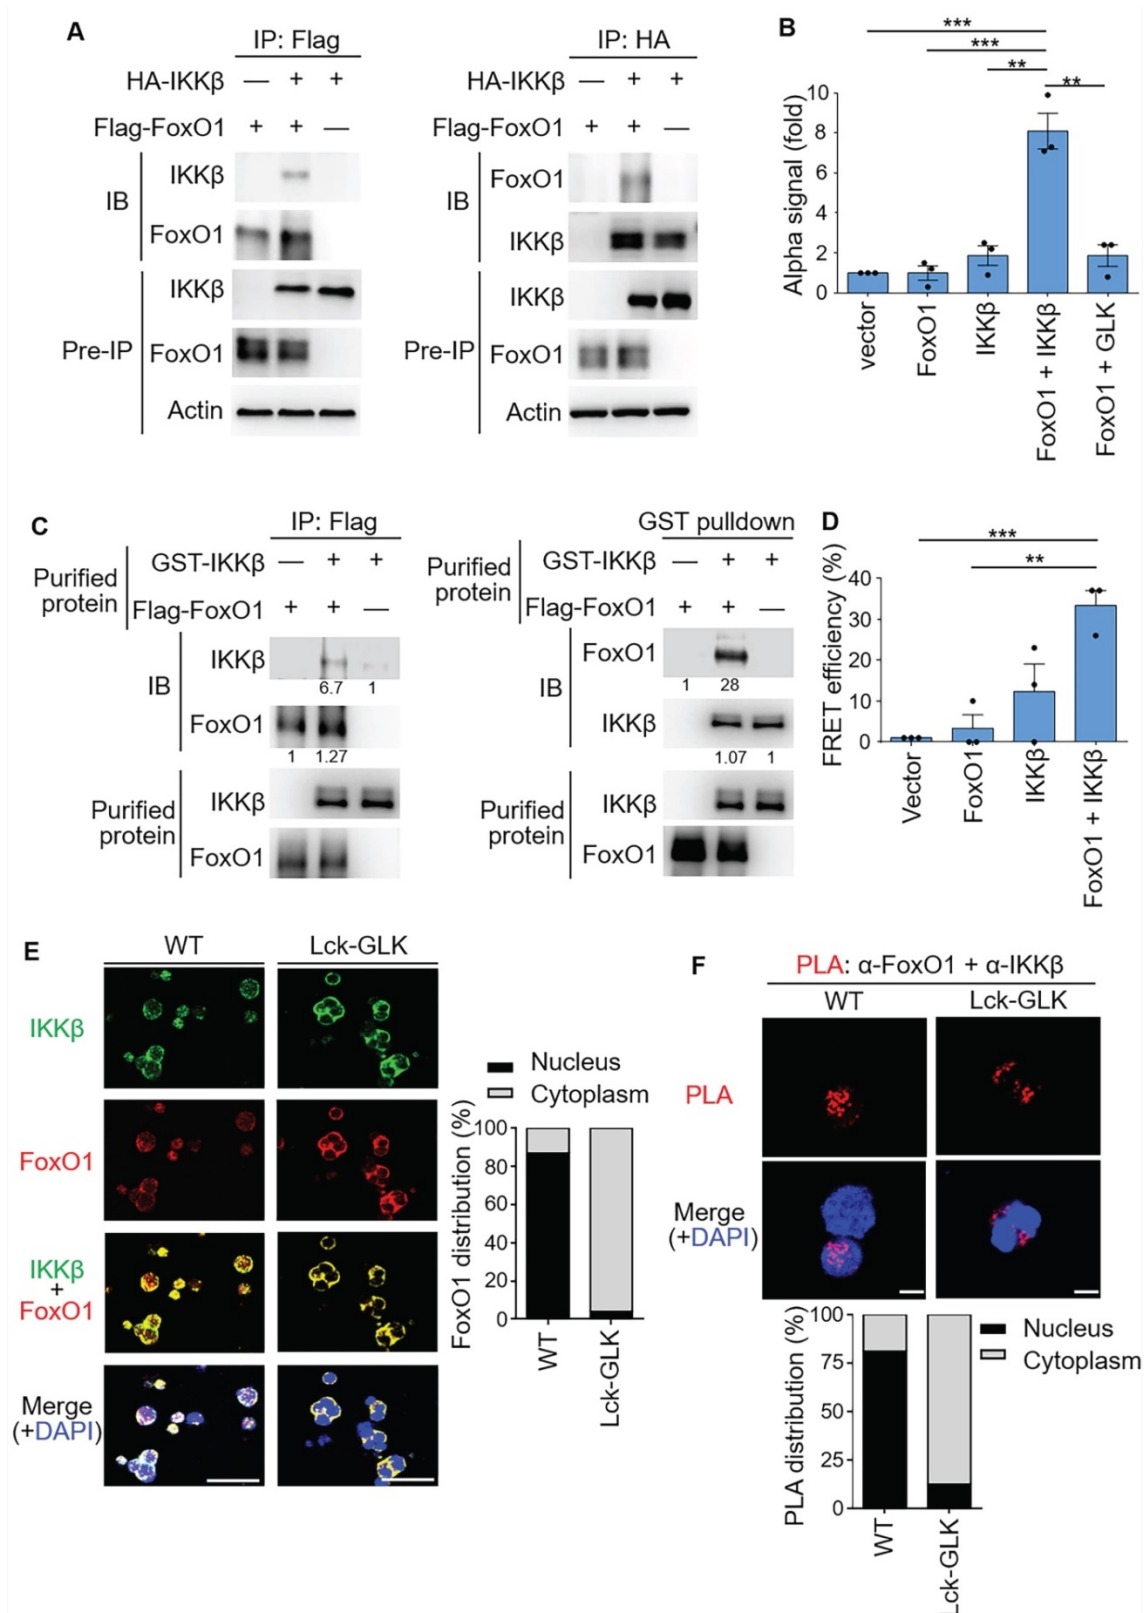 A
IP: Flag
HA-IKKβ — + +
Flag-FoxO1 + + —
IB
IKKβ
FoxO1
Pre-IP
IKKβ
FoxO1
Actin
IP: HA
HA-IKKβ — + +
Flag-FoxO1 + + —
IB
FoxO1
IKKβ
Pre-IP
IKKβ
FoxO1
Actin
B
***
***
**
**
Alpha signal (fold)
10
8
6
4
2
0
vector
FoxO1
IKKβ
FoxO1 + IKKβ
FoxO1 + GLK
C
IP: Flag
Purified protein
GST-IKKβ — + +
Flag-FoxO1 + + —
IB
IKKβ
6.7 1
FoxO1
1 1.27
Purified protein
IKKβ
FoxO1
GST pulldown
Purified protein
GST-IKKβ — + +
Flag-FoxO1 + + —
IB
FoxO1
1 28
IKKβ
1.07 1
Purified protein
IKKβ
FoxO1
D
***
**
FRET efficiency (%)
40
30
20
10
0
Vector
FoxO1
IKKβ
FoxO1 + IKKβ
E
WT Lck-GLK
IKKβ
FoxO1
IKKβ
+
FoxO1
Merge
(+DAPI)
Nucleus
Cytoplasm
FoxO1 distribution (%)
100
80
60
40
20
0
WT
Lck-GLK
F
PLA: α-FoxO1 + α-IKKβ
WT Lck-GLK
PLA
Merge
(+DAPI)
Nucleus
Cytoplasm
PLA distribution (%)
100
75
50
25
0
WT
Lck-GLK